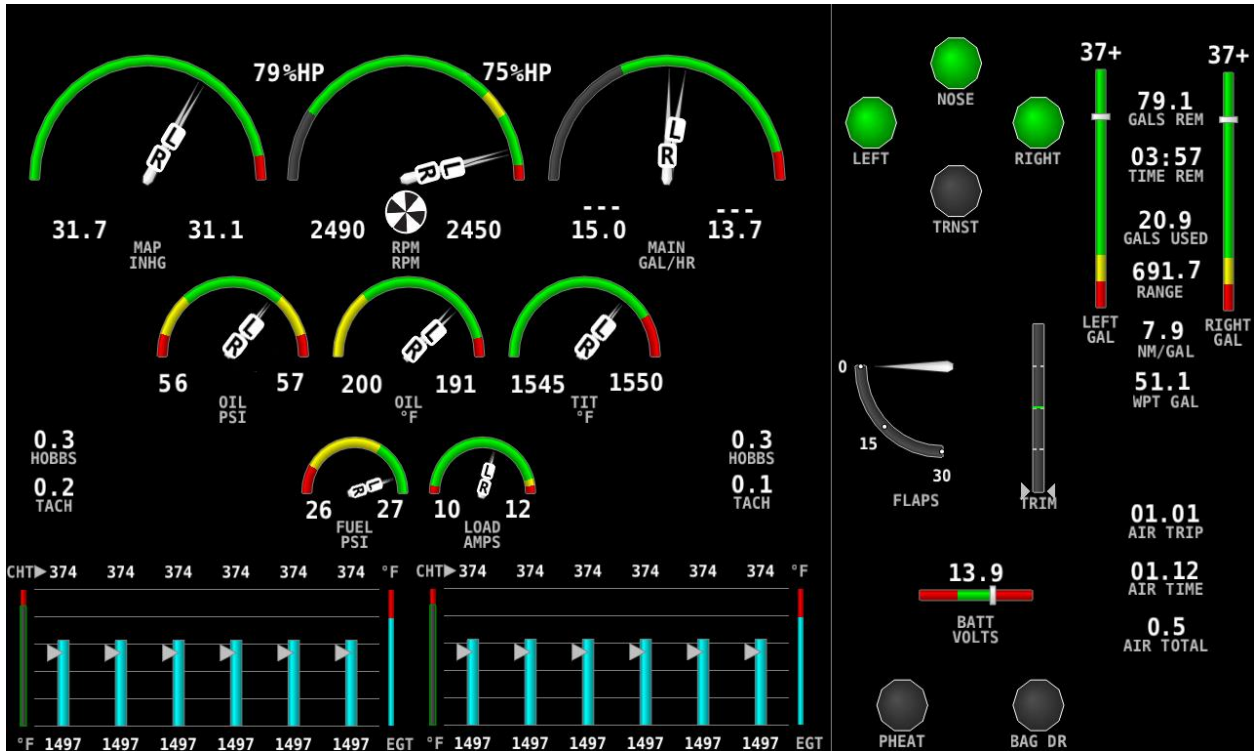 79%HP 75%HP
L
R
R L
L
R
31.7 31.1
MAP
INHG
2490 2450
RPM
RPM
--- ---
15.0 13.7
MAIN
GAL/HR
L
R
L
R
L
R
56 57
OIL
PSI
200 191
OIL
°F
1545 1550
TIT
°F
0.3
HOBBS
0.2
TACH
R L
26 27
FUEL
PSI
L
R
10 12
LOAD
AMPS
0.3
HOBBS
0.1
TACH
CHT 374 374 374 374 374 374 °F
°F 1497 1497 1497 1497 1497 1497 EGT
CHT 374 374 374 374 374 374 °F
°F 1497 1497 1497 1497 1497 1497 EGT
NOSE
LEFT RIGHT
TRNST
37+ 37+
LEFT
GAL
RIGHT
GAL
79.1
GALS REM
03:57
TIME REM
20.9
GALS USED
691.7
RANGE
7.9
NM/GAL
51.1
WPT GAL
0
15
30
FLAPS
TRIM
01.01
AIR TRIP
01.12
AIR TIME
0.5
AIR TOTAL
13.9
BATT
VOLTS
PHEAT BAG DR